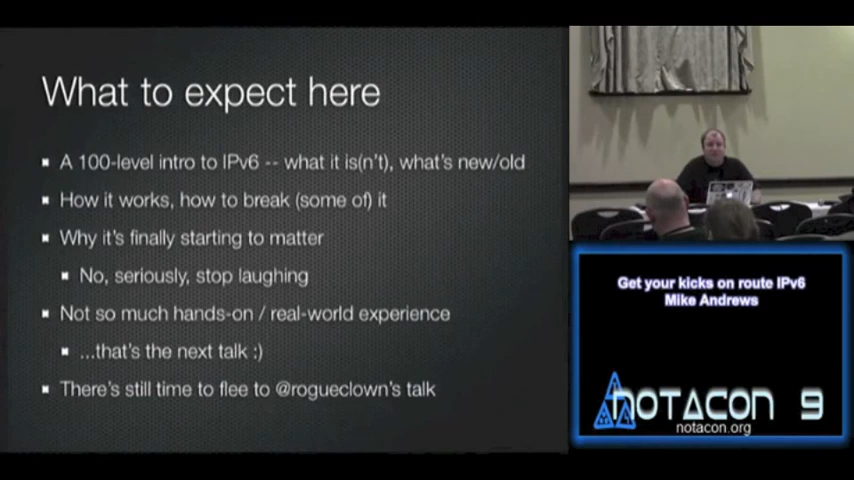 What to expect here
A 100-level intro to IPv6 -- what it is(n't), what's new/old
How it works, how to break (some of) it
Why it's finally starting to matter
No, seriously, stop laughing
Not so much hands-on / real-world experience
...that's the next talk :)
There's still time to flee to @rogueclown's talk
Get your kicks on route IPv6
Mike Andrews
NOTACON 9
notacon.org